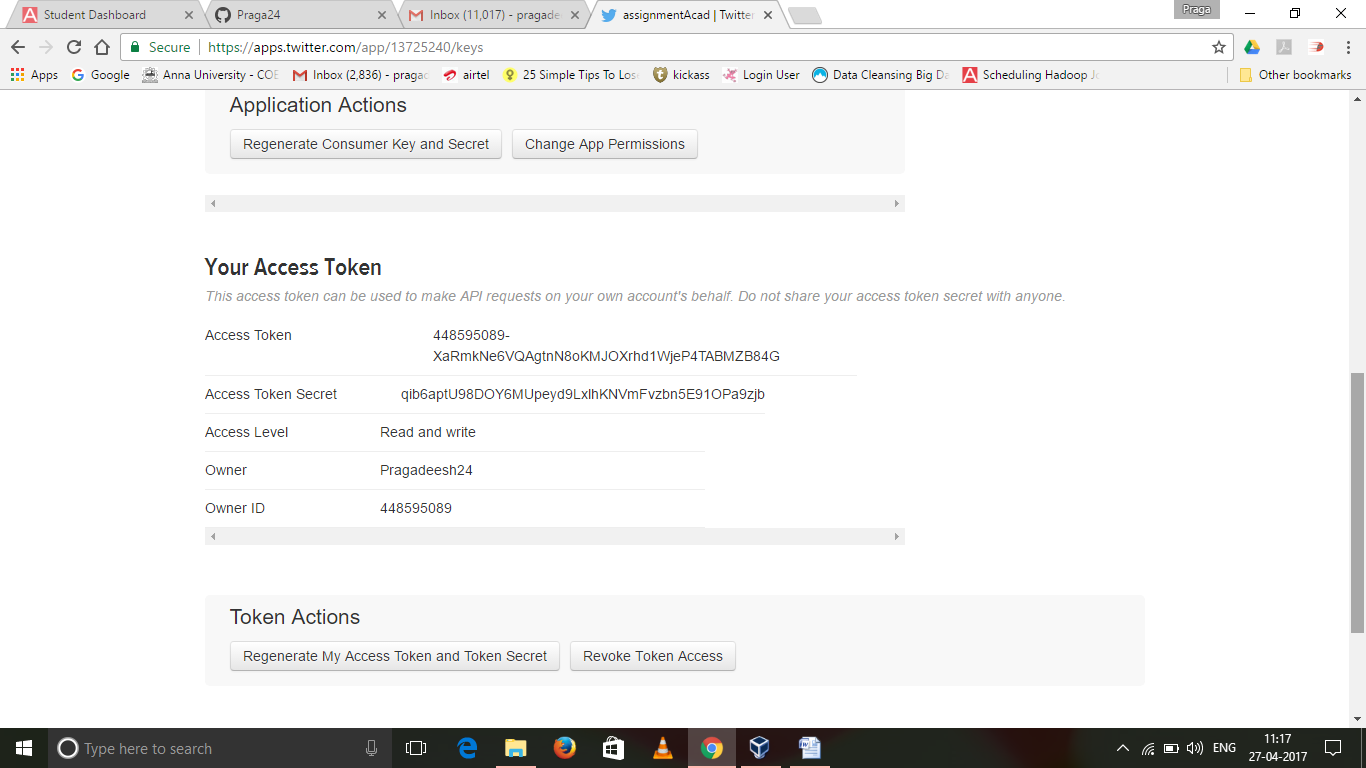 Student Dashboard
Praga24
Inbox (11,017) - pragade
assignmentAcad | Twitter
Praga
Secure
https://apps.twitter.com/app/13725240/keys
Apps
Google
Anna University - COE
Inbox (2,836) - pragac
airtel
25 Simple Tips To Los
kickass
Login User
Data Cleansing Big Da
Scheduling Hadoop Jo
Other bookmarks
Application Actions
Regenerate Consumer Key and Secret
Change App Permissions
Your Access Token
This access token can be used to make API requests on your own account's behalf. Do not share your access token secret with anyone.
Access Token
448595089-
XaRmkNe6VQAgtnN8oKMJOXrhd1WjeP4TABMZB84G
Access Token Secret
qib6aptU98DOY6MUpeyd9LxIhKNVmFvzbn5E91OPa9zjb
Access Level
Read and write
Owner
Pragadeesh24
Owner ID
448595089
Token Actions
Regenerate My Access Token and Token Secret
Revoke Token Access
Type here to search
ENG
11:17
27-04-2017